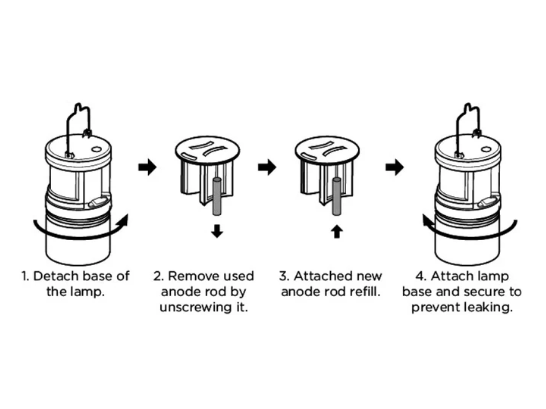 1. Detach base of
the lamp.
2. Remove used
anode rod by
unscrewing it.
3. Attached new
anode rod refill.
4. Attach lamp
base and secure to
prevent leaking.